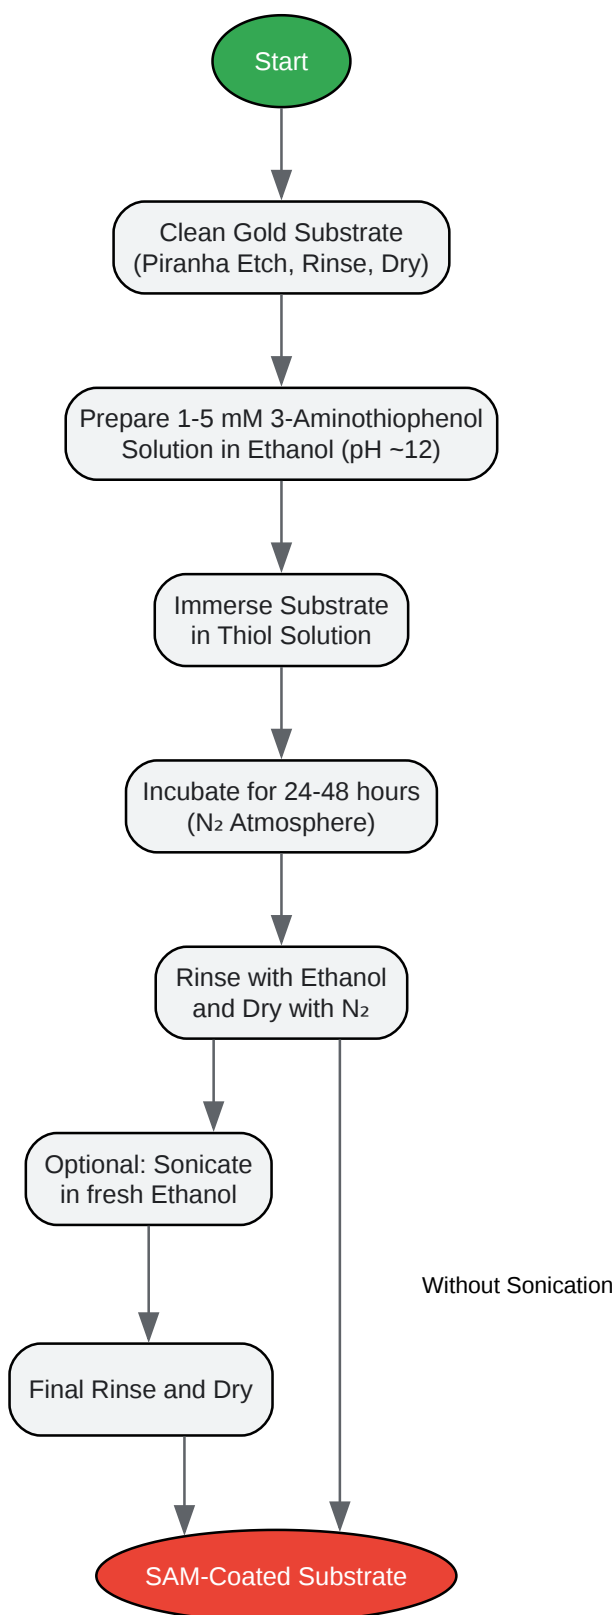 Start
Clean Gold Substrate
(Piranha Etch, Rinse, Dry)
Prepare 1-5 mM 3-Aminothiophenol
Solution in Ethanol (pH ~12)
Immerse Substrate
in Thiol Solution
Incubate for 24-48 hours
(N₂ Atmosphere)
Rinse with Ethanol
and Dry with N₂
Optional: Sonicate
in fresh Ethanol
Without Sonication
Final Rinse and Dry
SAM-Coated Substrate